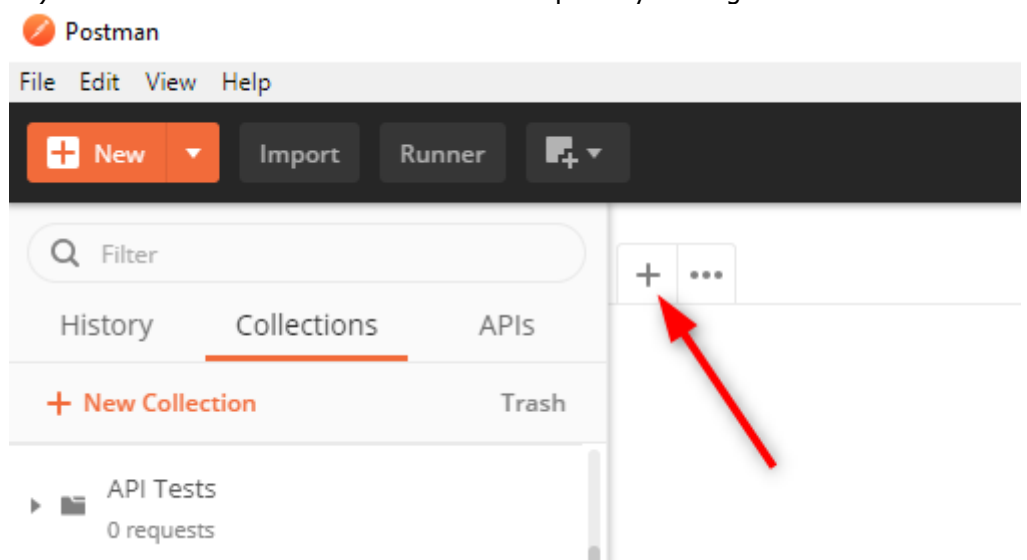 Postman
File Edit View Help
New Import Runner
Filter
History Collections APIs
+ New Collection Trash
API Tests
0 requests